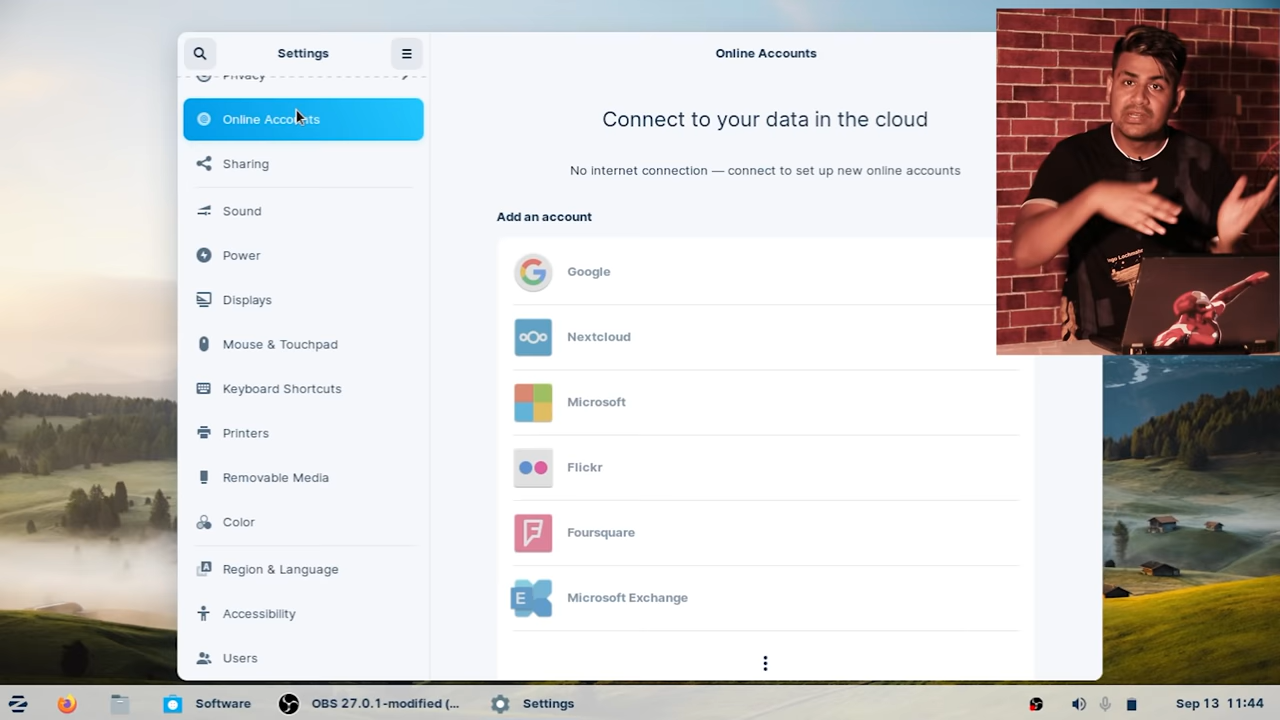 Settings
Privacy
Online Accounts
Sharing
Sound
Power
Displays
Mouse & Touchpad
Keyboard Shortcuts
Printers
Removable Media
Color
Region & Language
Accessibility
Users
Online Accounts
Connect to your data in the cloud
No internet connection — connect to set up new online accounts
Add an account
Google
Nextcloud
Microsoft
Flickr
Foursquare
E
Microsoft Exchange
Software
OBS 27.0.1-modified (...
Settings
Sep 13 11:44